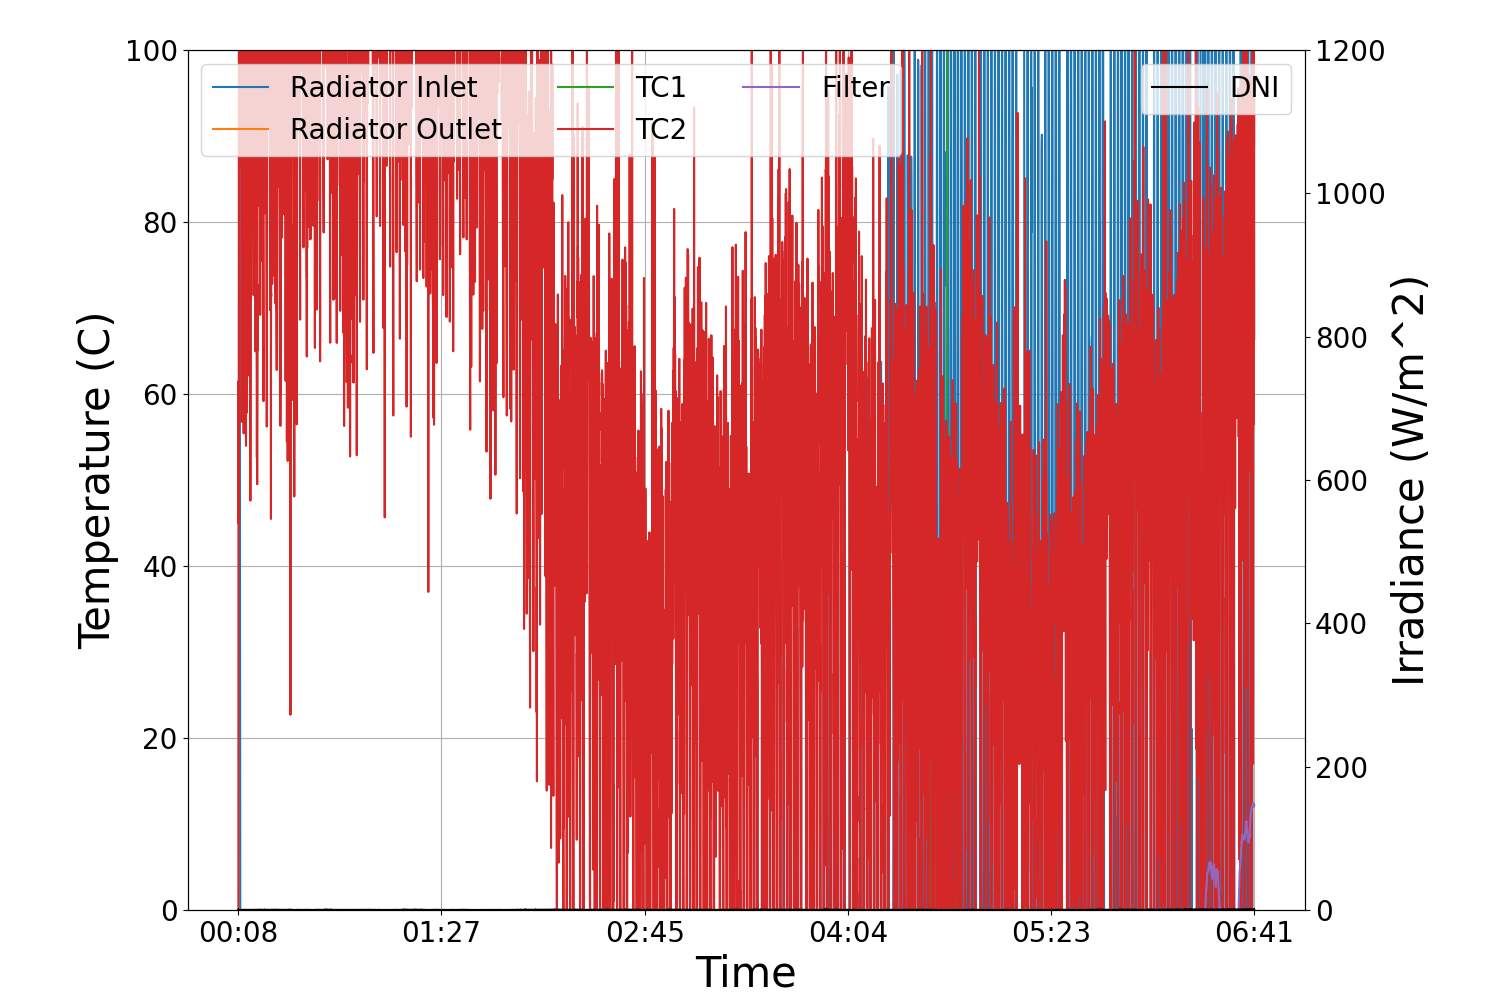 Radiator Inlet
Radiator Outlet
TC1
TC2
Filter
DNI
100
80
60
40
20
0
Temperature (C)
1200
1000
800
600
400
200
0
Irradiance (W/m^2)
00:08 01:27 02:45 04:04 05:23 06:41
Time